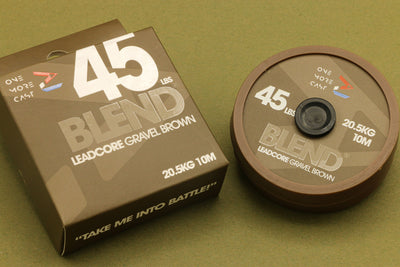 ONE
MORE
CAST
45
LBS
BLEND
LEADCORE GRAVEL BROWN
20.5KG 10M
"TAKE ME INTO BATTLE!"
ONE
MORE
CAST
45
LBS
20.5KG
10M
BLEND
LEADCORE GRAVEL BROWN